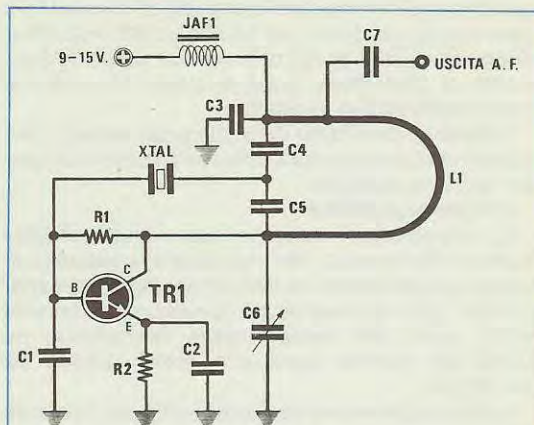 JAF1
9-15 V.
C7
USCITA A.F.
C3
C4
XTAL
L1
C5
R1
C
B
TR1
E
C6
C1
R2
C2